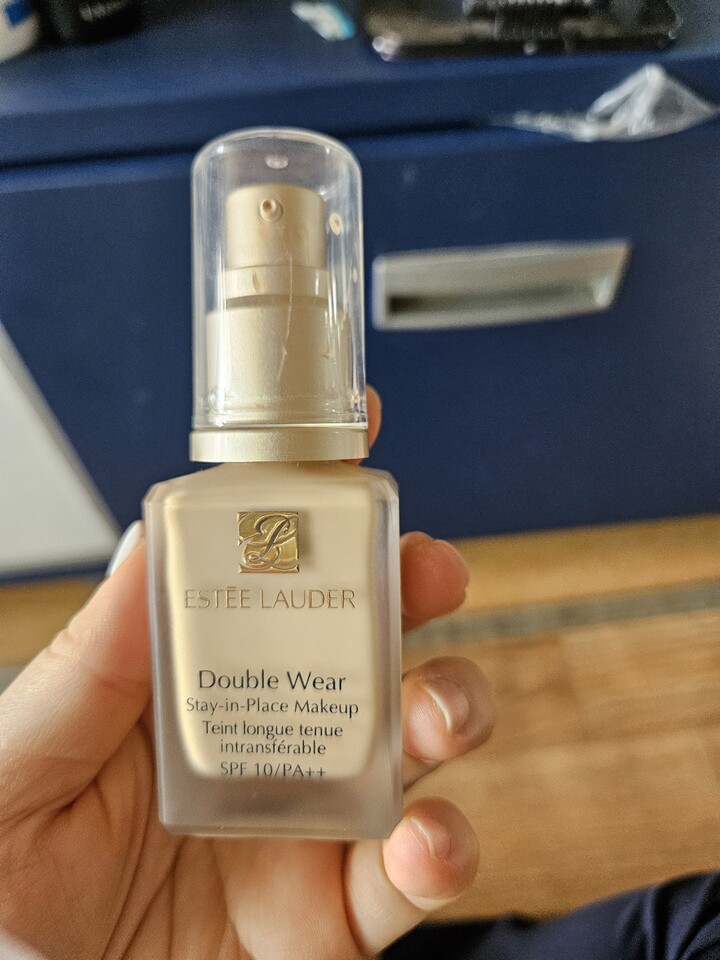 ESTĒE LAUDER
Double Wear
Stay-in-Place Makeup
Teint longue tenue
intransférable
SPF 10/PA++